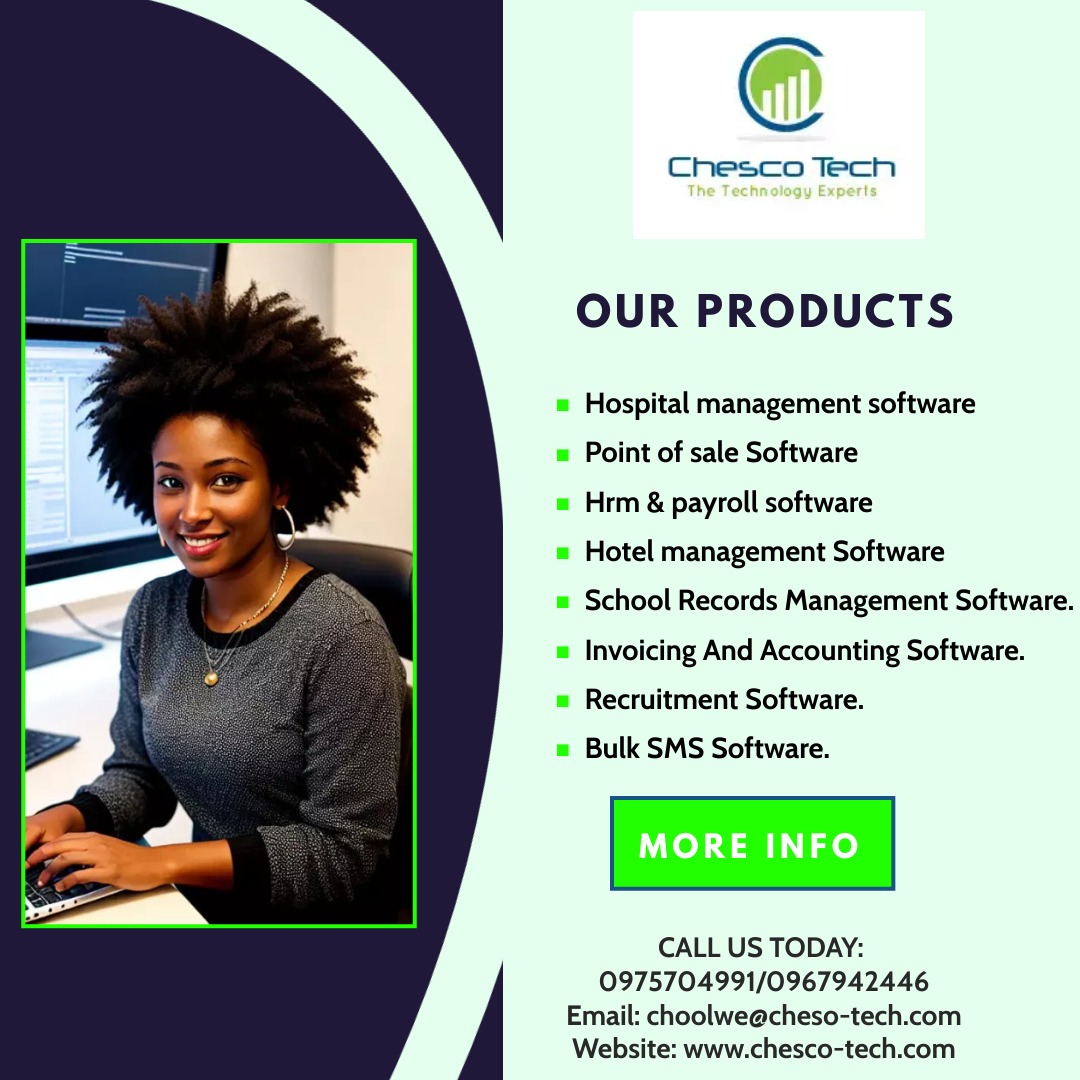 Chesco Tech
The Technology Experts
OUR PRODUCTS
Hospital management software
Point of sale Software
Hrm & payroll software
Hotel management Software
School Records Management Software.
Invoicing And Accounting Software.
Recruitment Software.
Bulk SMS Software.
MORE INFO
CALL US TODAY:
0975704991/0967942446
Email: choolwe@cheso-tech.com
Website: www.chesco-tech.com